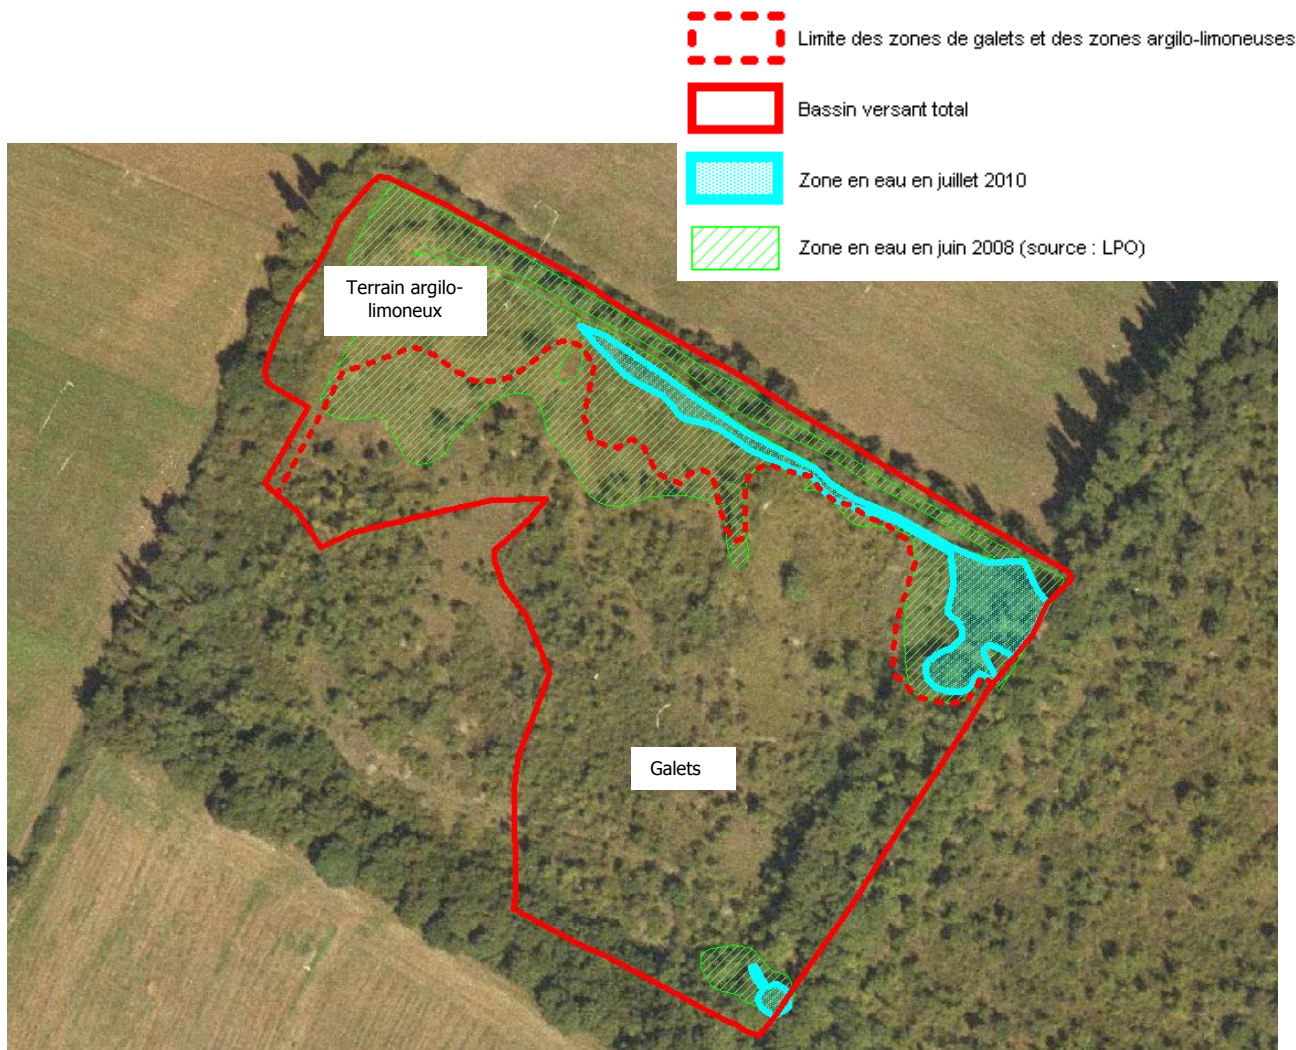 Limite des zones de galets et des zones argilo-limoneuses
Bassin versant total
Zone en eau en juillet 2010
Zone en eau en juin 2008 (source : LPO)
Terrain argilo-
limoneux
Galets